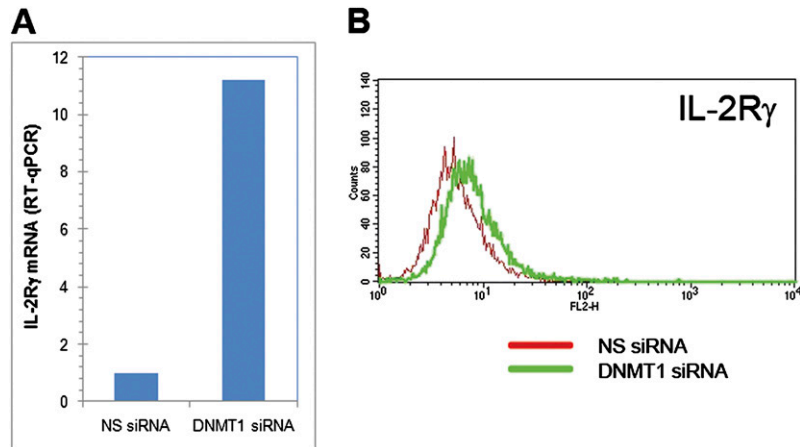 A
IL-2Rγ mRNA (RT-qPCR)
12
10
8
6
4
2
0
NS siRNA
DNMT1 siRNA
B
IL-2Rγ
Counts
140
120
100
80
60
40
20
0
10⁰
10¹
10²
10³
10⁴
FL2-H
NS siRNA
DNMT1 siRNA